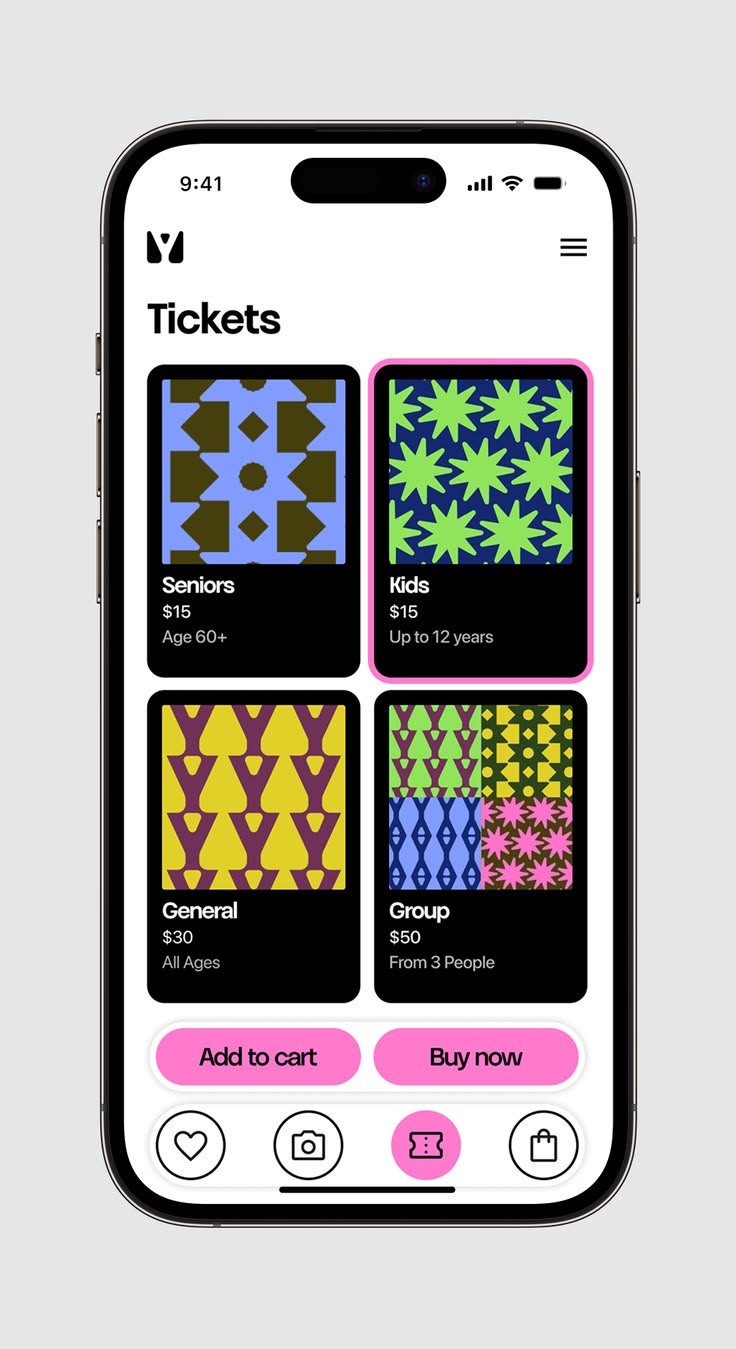 9:41
Tickets
Seniors
$15
Age 60+
Kids
$15
Up to 12 years
General
$30
All Ages
Group
$50
From 3 People
Add to cart
Buy now